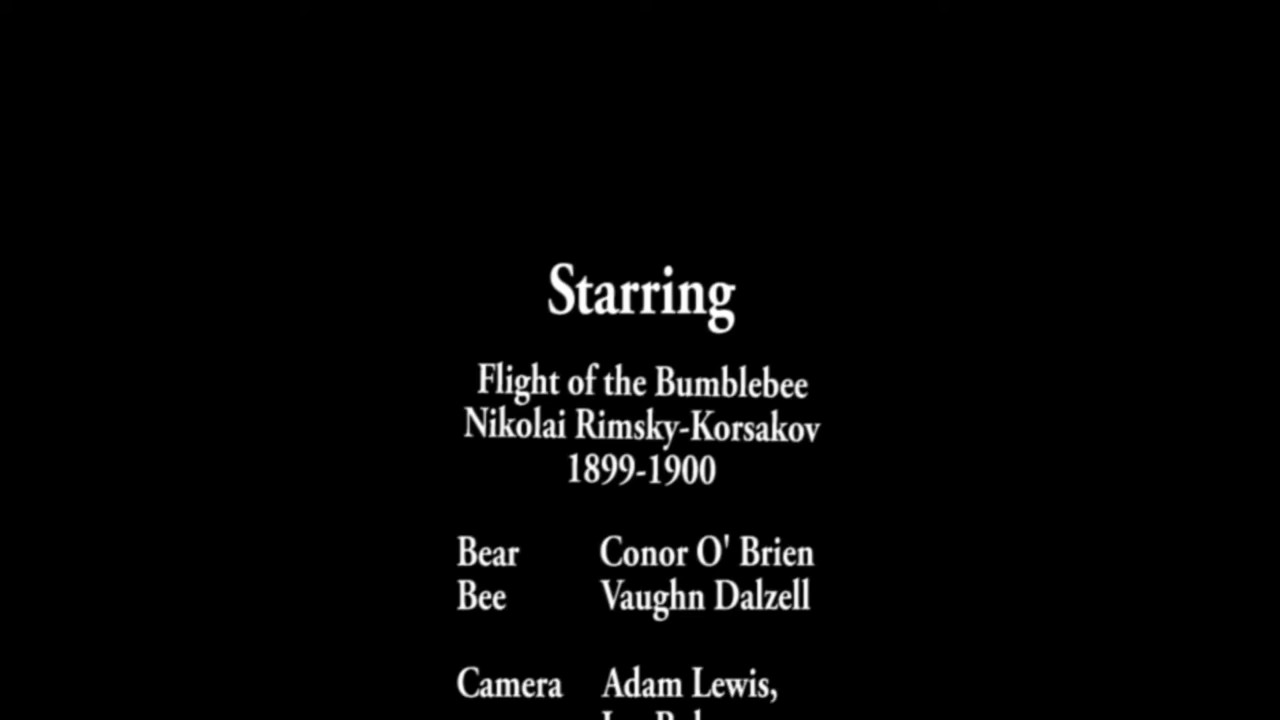 Starring
Flight of the Bumblebee
Nikolai Rimsky-Korsakov
1899-1900
Bear Conor O' Brien
Bee Vaughn Dalzell
Camera Adam Lewis,